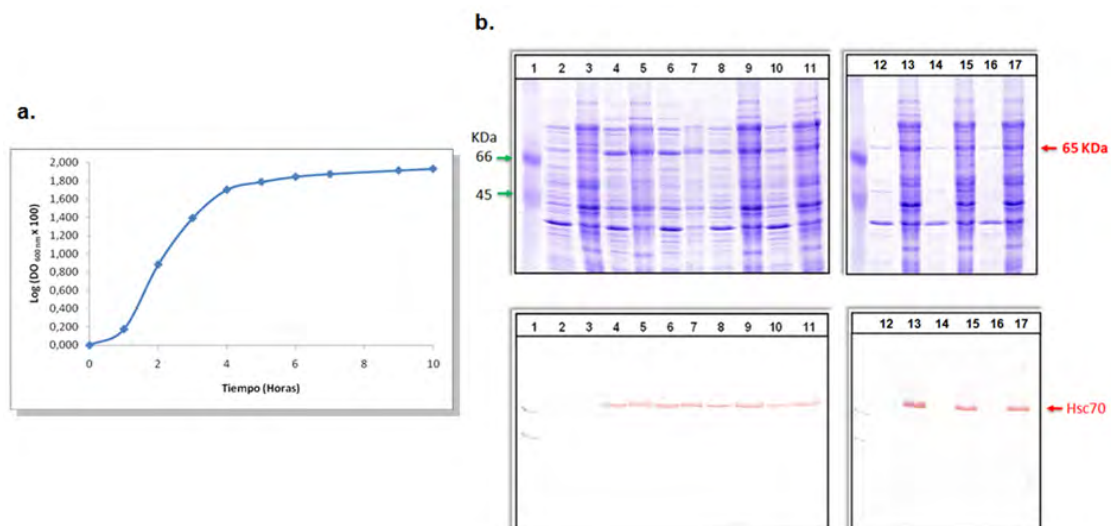 a.
Log (DO 600 nm x 100)
2,000
1,800
1,600
1,400
1,200
1,000
0,800
0,600
0,400
0,200
0,000
0 2 4 6 8 10
Tiempo (Horas)
b.
1 2 3 4 5 6 7 8 9 10 11
12 13 14 15 16 17
KDa
66
45
65 KDa
1 2 3 4 5 6 7 8 9 10 11
12 13 14 15 16 17
Hsc70